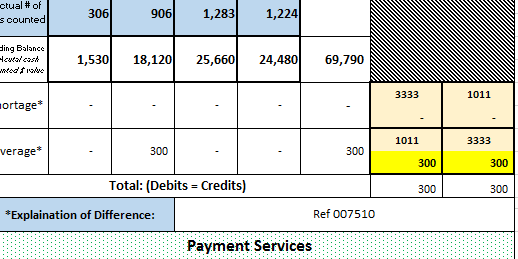 ctual # of
s counted 306 906 1,283 1,224
ding Balance
Acutal cash
unted $ value 1,530 18,120 25,660 24,480 69,790
3333 1011
ortage* - - - - - - -
1011 3333
verage* - 300 - - 300 300 300
Total: (Debits = Credits) 300 300
*Explaination of Difference: Ref 007510
Payment Services